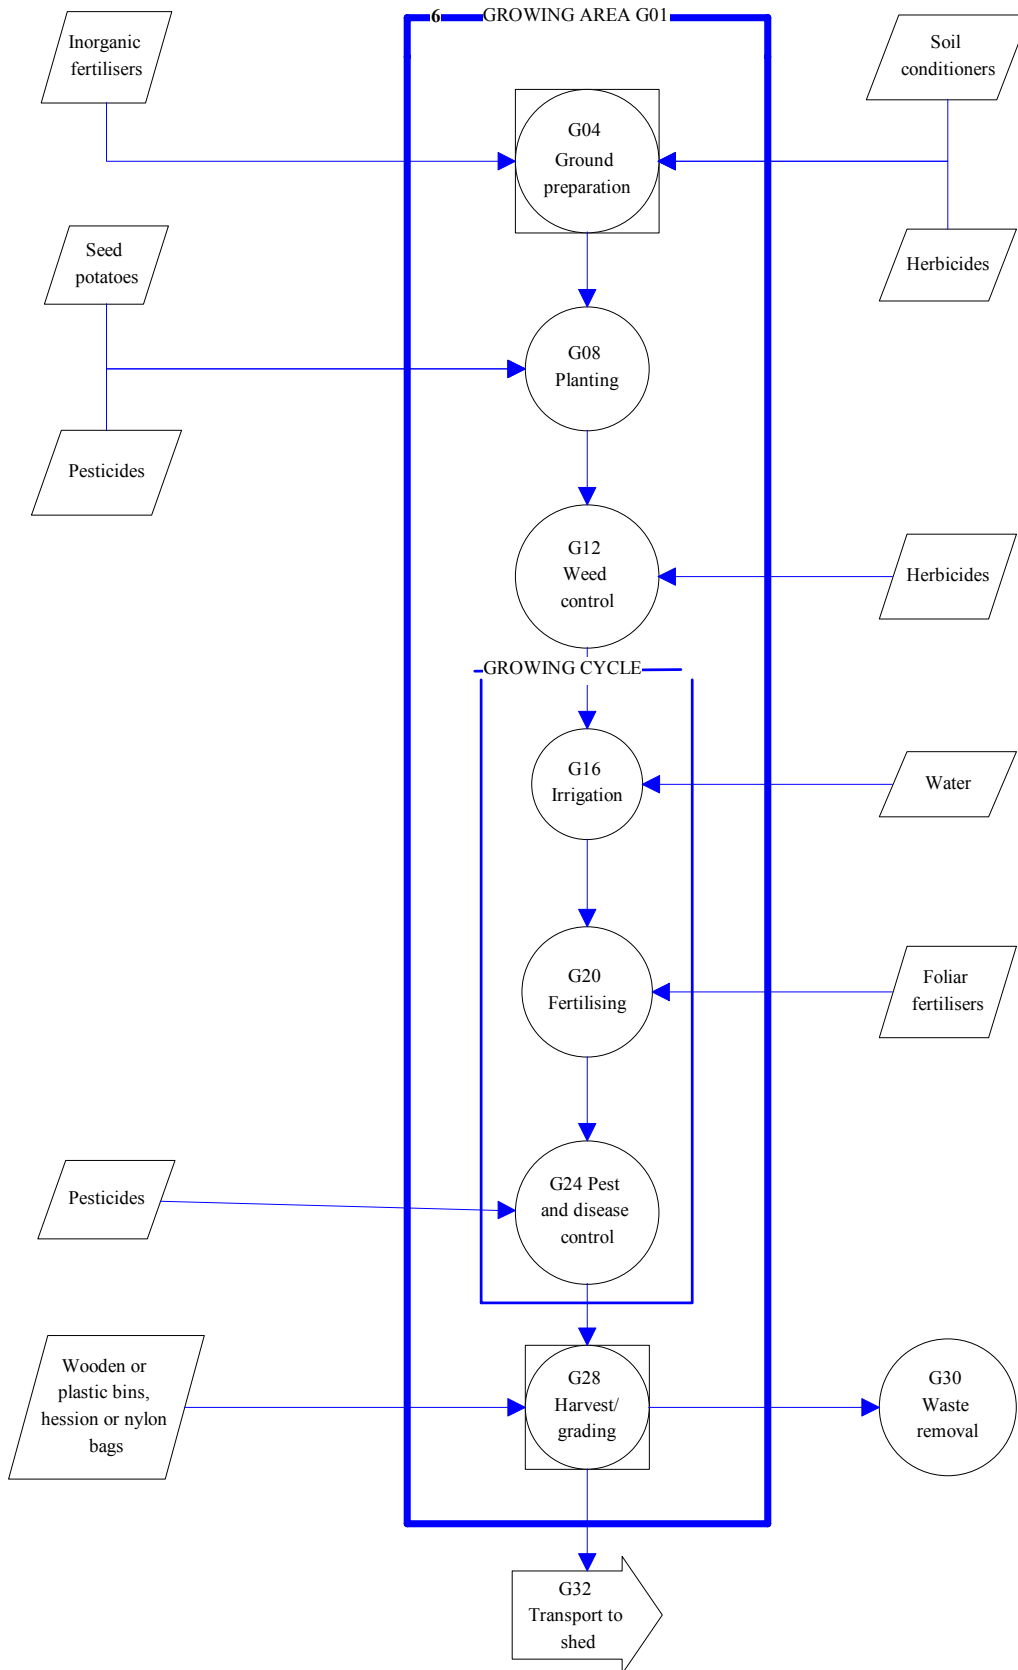 6
GROWING AREA G01
Inorganic
fertilisers
Soil
conditioners
G04
Ground
preparation
Seed
potatoes
Herbicides
G08
Planting
Pesticides
G12
Weed
control
Herbicides
GROWING CYCLE
G16
Irrigation
Water
G20
Fertilising
Foliar
fertilisers
Pesticides
G24 Pest
and disease
control
Wooden or
plastic bins,
hession or nylon
bags
G28
Harvest/
grading
G30
Waste
removal
G32
Transport to
shed